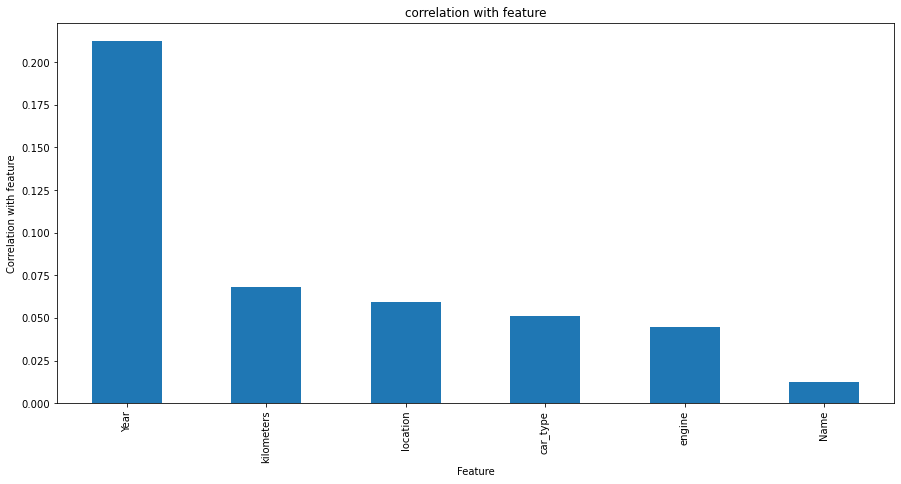 correlation with feature
Correlation with feature
0.200
0.175
0.150
0.125
0.100
0.075
0.050
0.025
0.000
Year
kilometers
location
car_type
engine
Name
Feature